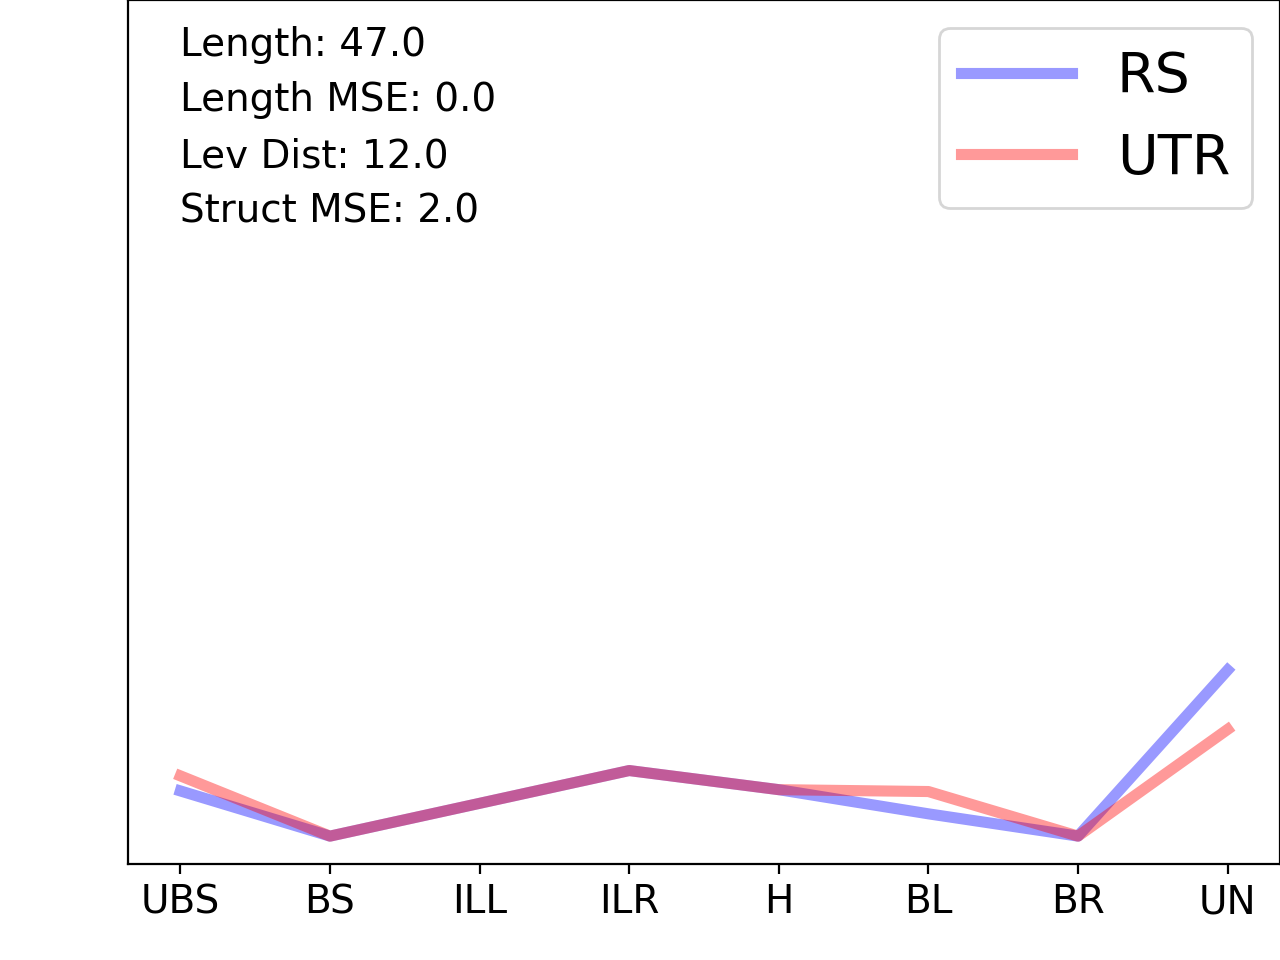 Length: 47.0
Length MSE: 0.0
Lev Dist: 12.0
Struct MSE: 2.0
RS
UTR
UBS BS ILL ILR H BL BR UN